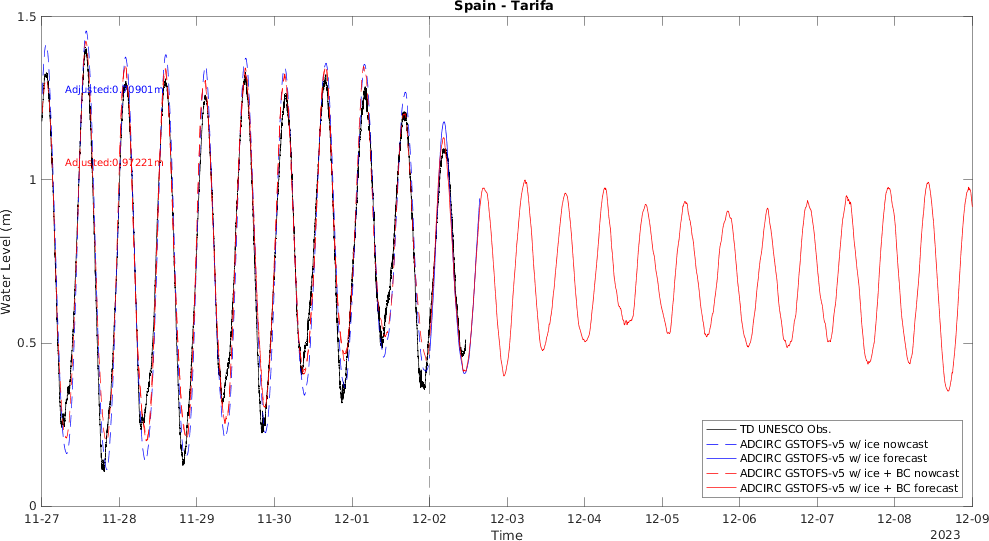 Spain - Tarifa
1.5
1
0.5
0
Water Level (m)
Adjusted:0.97221m
11-27
11-28
11-29
11-30
12-01
12-02
12-03
12-04
12-05
12-06
12-07
12-08
12-09
Time
2023
TD UNESCO Obs.
ADCIRC GSTOFS-v5 w/ ice nowcast
ADCIRC GSTOFS-v5 w/ ice forecast
ADCIRC GSTOFS-v5 w/ ice + BC nowcast
ADCIRC GSTOFS-v5 w/ ice + BC forecast